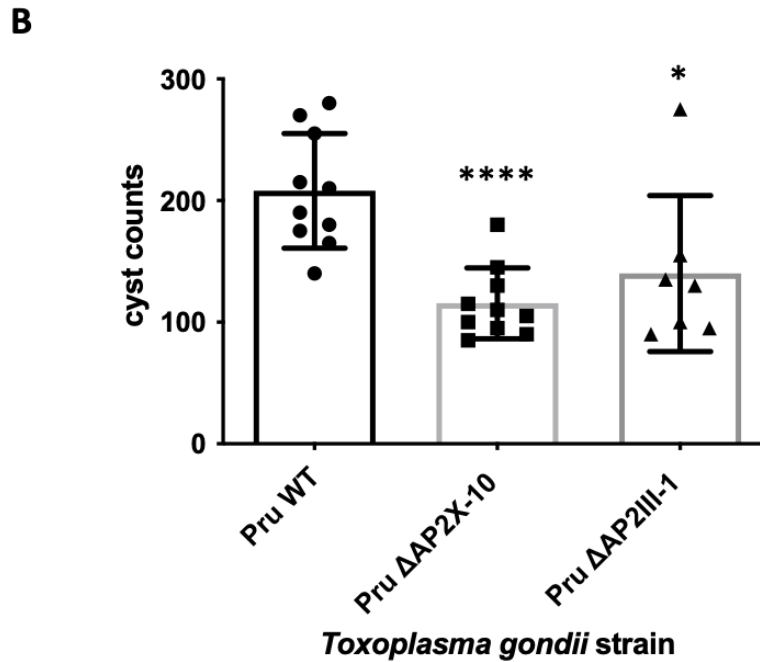 B
300
200
100
0
cyst counts
****
*
Pru WT
Pru ΔAP2X-10
Pru ΔAP2III-1
Toxoplasma gondii strain